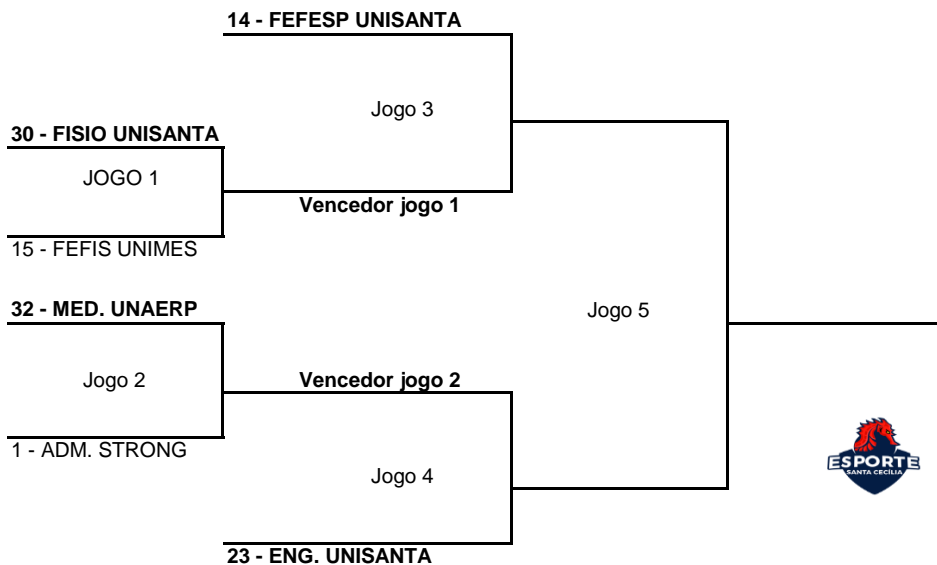 14 - FEFESP UNISANTA
Jogo 3
30 - FISIO UNISANTA
JOGO 1
Vencedor jogo 1
15 - FEFIS UNIMES
32 - MED. UNAERP
Jogo 5
Jogo 2
Vencedor jogo 2
1 - ADM. STRONG
Jogo 4
ESPORTE
SANTA CECÍLIA
23 - ENG. UNISANTA